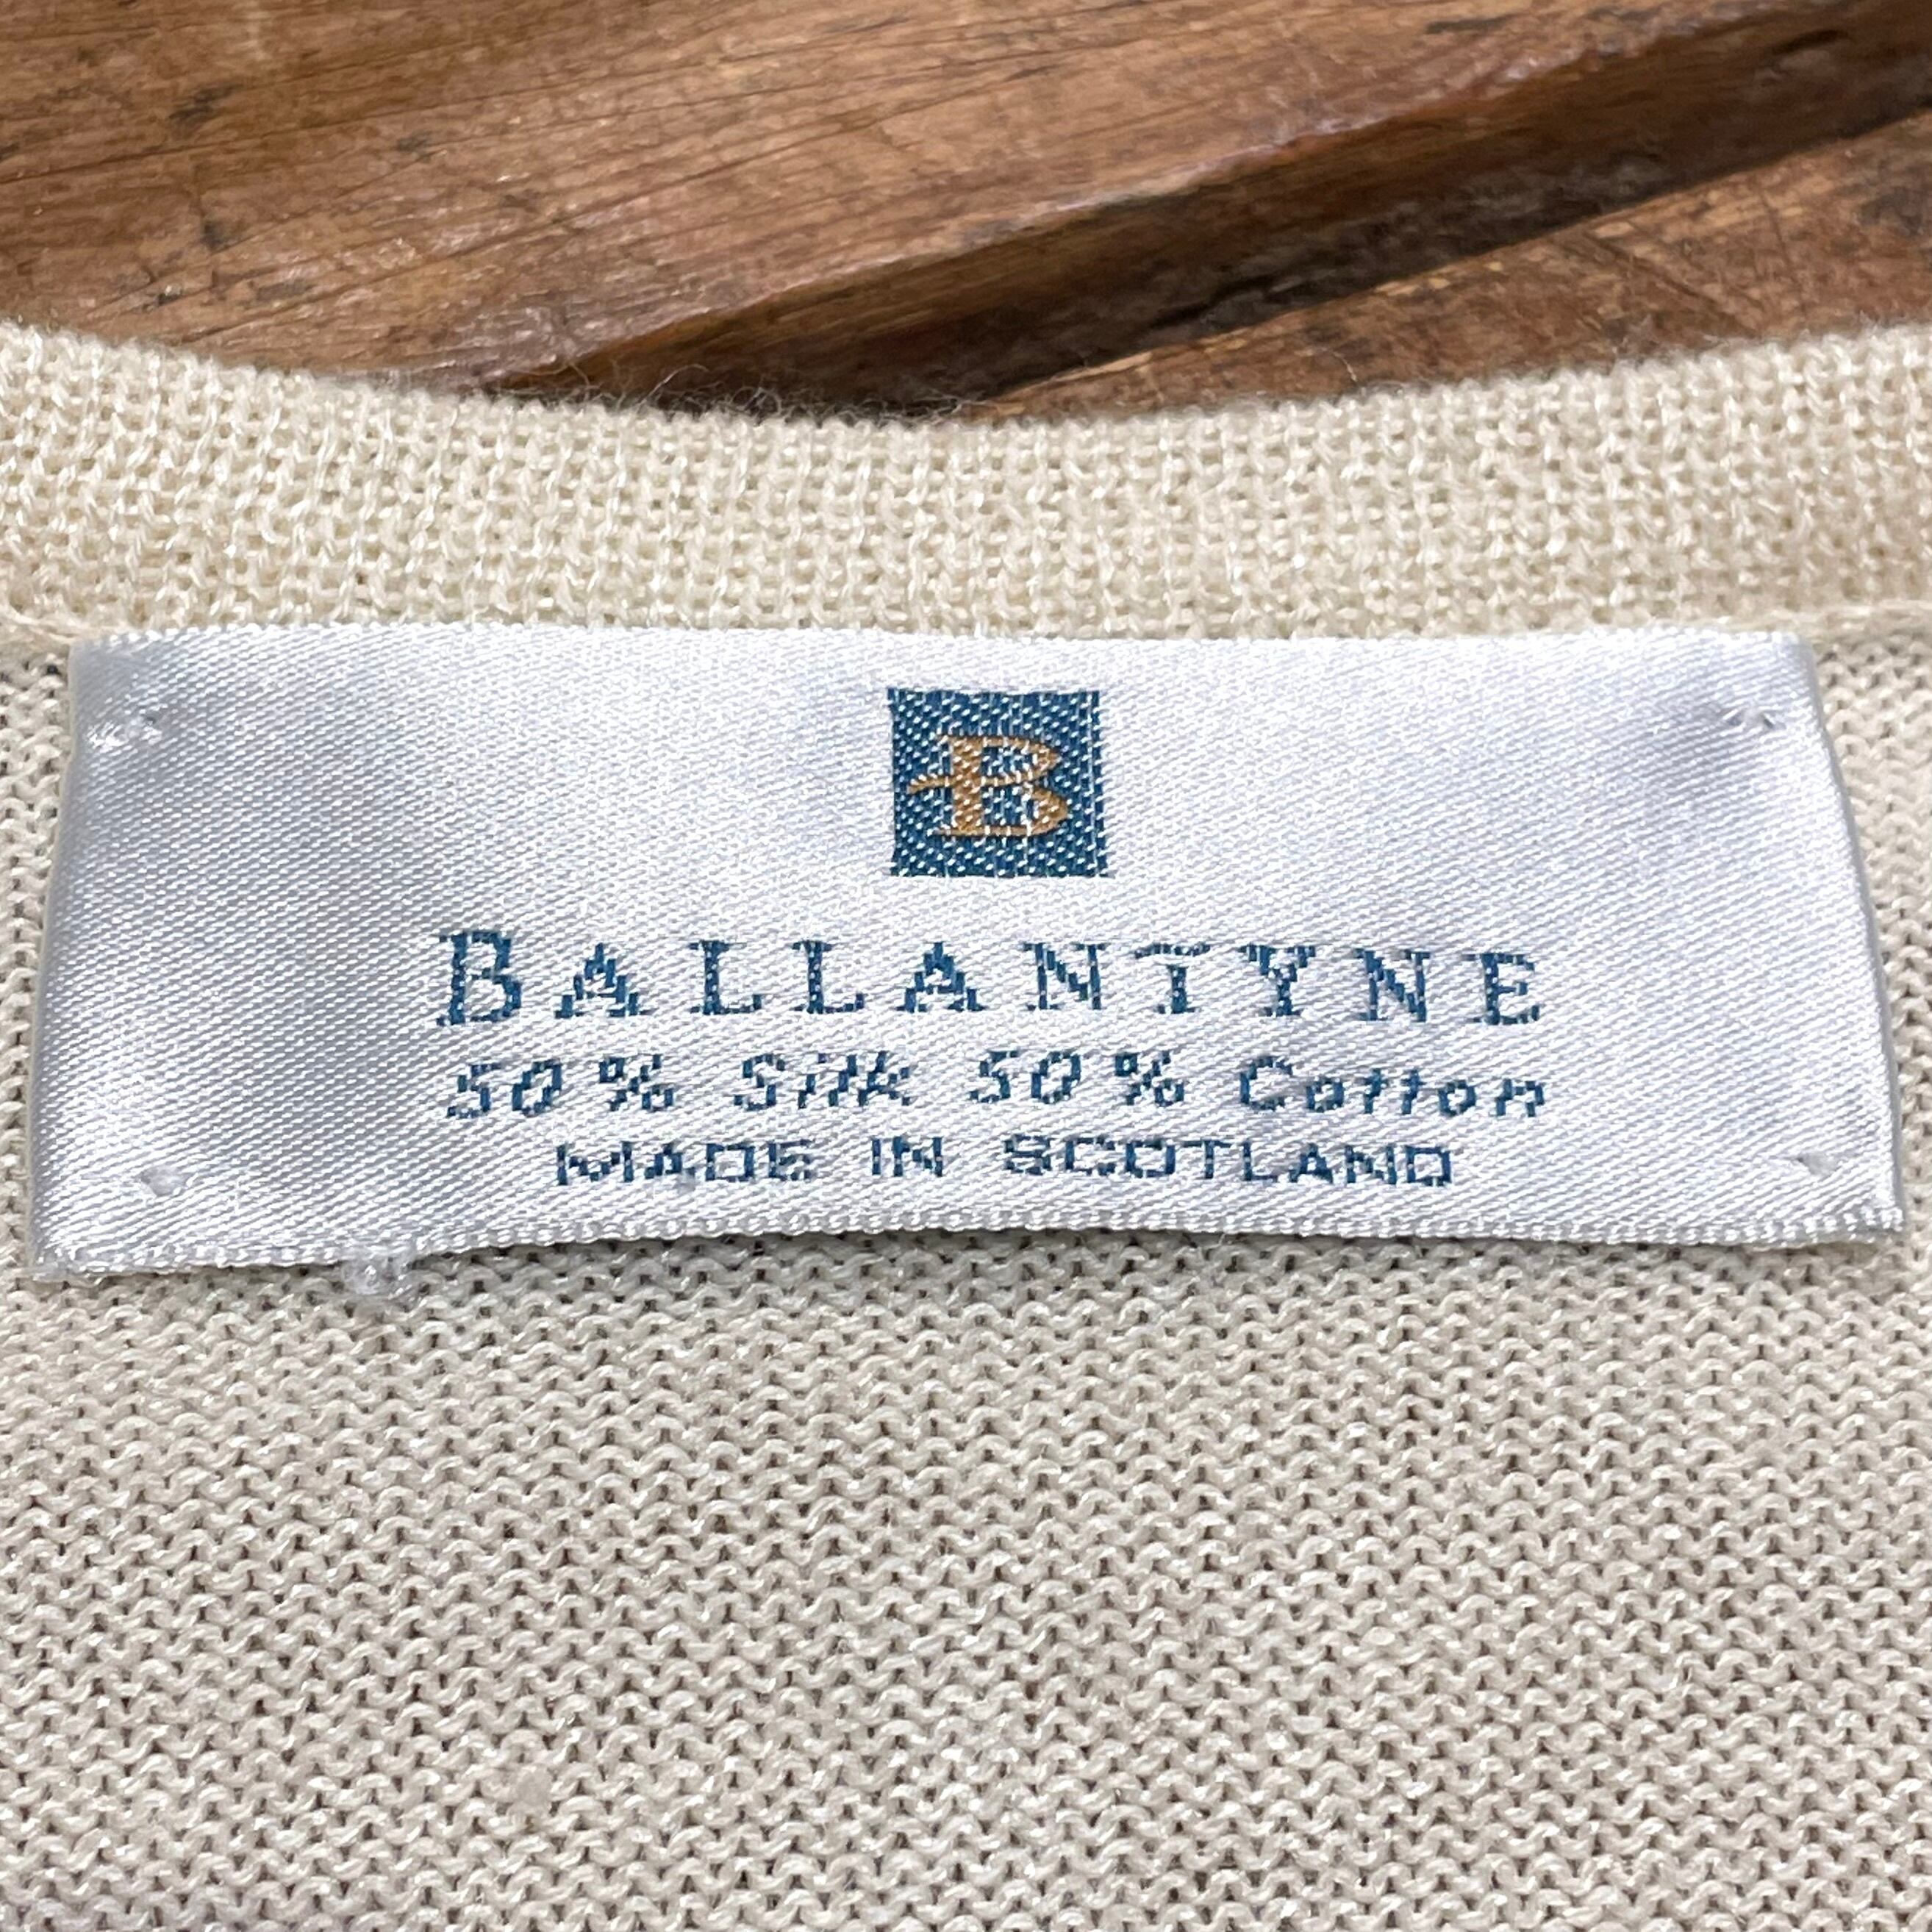 B
BALLANTYNE
50% Silk 50% Cotton
MADE IN SCOTLAND